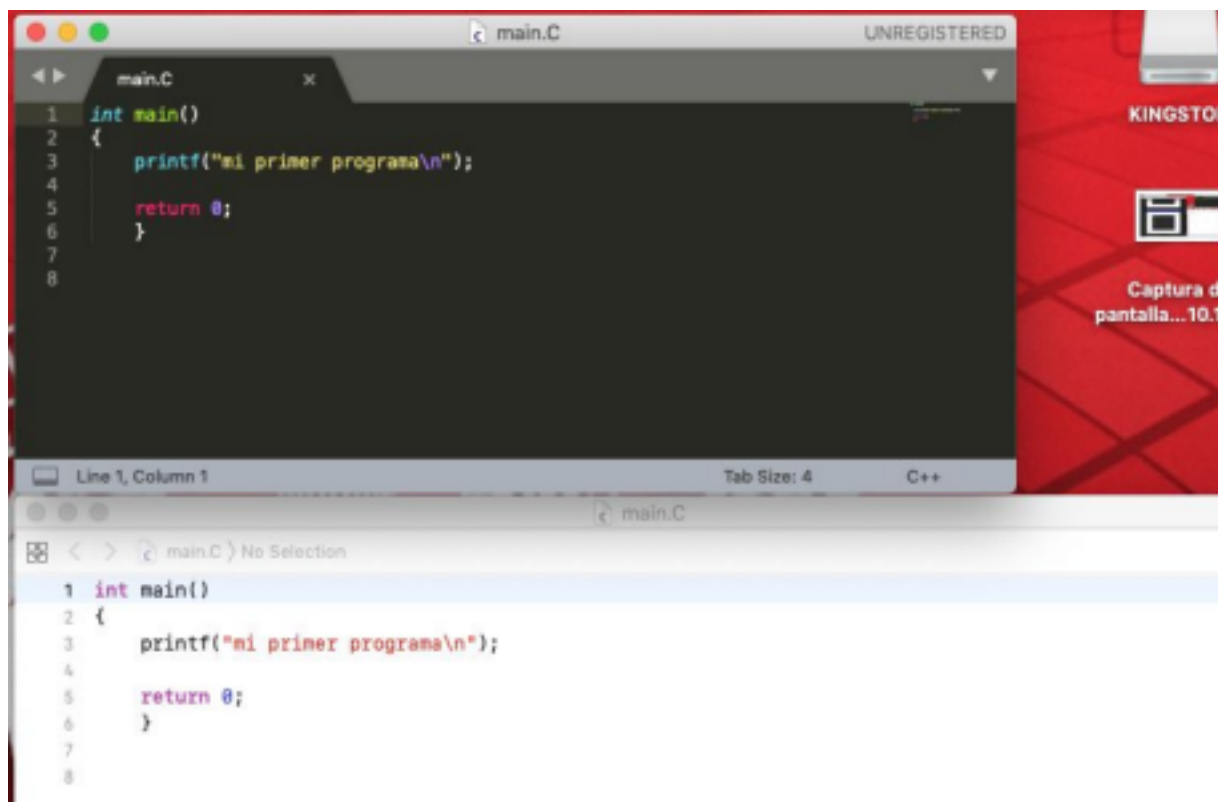 main.C
UNREGISTERED
main.C ×
1 int main()
2 {
3 printf("mi primer programa\n");
4
5 return 0;
6 }
7
8
Line 1, Column 1
Tab Size: 4
C++
KINGSTO
Captura d
pantalla...10.1
main.C
main.C 〉 No Selection
1 int main()
2 {
3 printf("mi primer programa\n");
4
5 return 0;
6 }
7
8